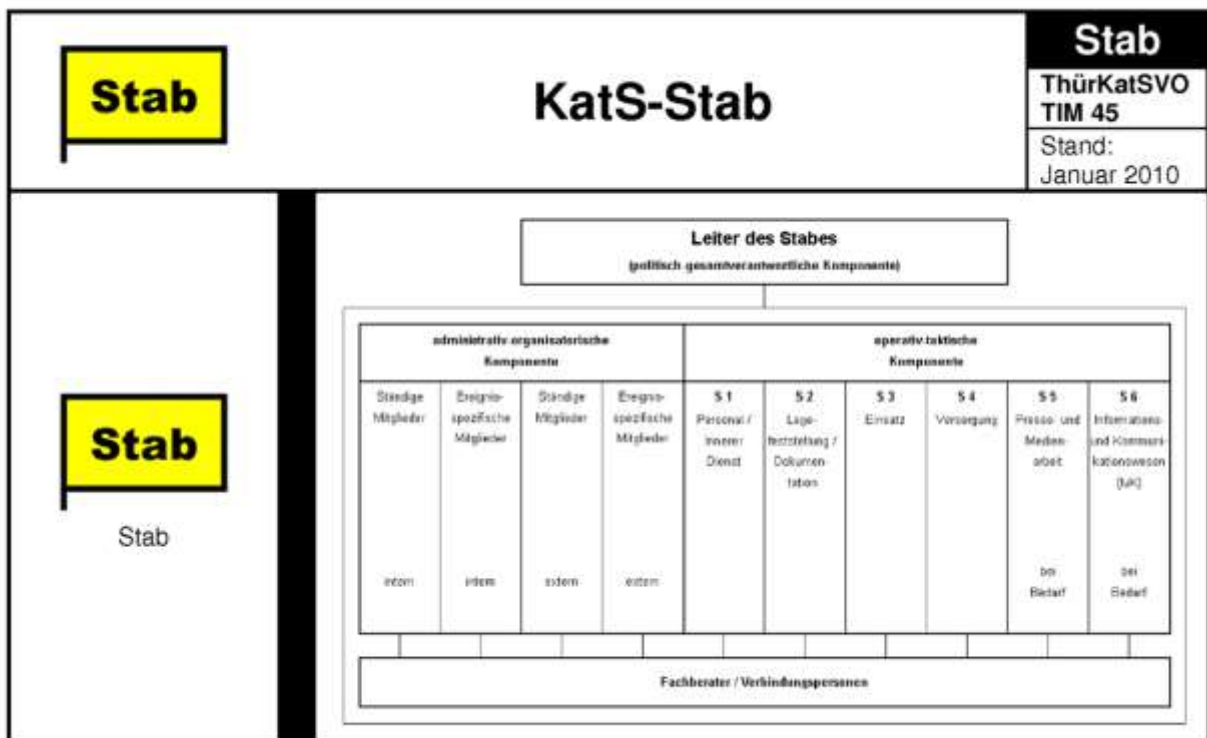 Stab
KatS-Stab
Stab
ThürKatSVO
TIM 45
Stand:
Januar 2010
Stab
Stab
Leiter des Stabes
(politisch gesamtverantwortliche Komponente)
administrativ organisatorische
Komponente
operativ taktische
Komponente
Ständige
Mitglieder
intern
Ereignis-
spezifische
Mitglieder
intern
Ständige
Mitglieder
extern
Ereignis-
spezifische
Mitglieder
extern
S 1
Personal /
Innerer
Dienst
S 2
Lage-
feststellung /
Dokumen-
tation
S 3
Einsatz
S 4
Versorgung
S 5
Presse- und
Medien-
arbeit
bei
Bedarf
S 6
Informations-
und Kommuni-
kationswesen
(IuK)
bei
Bedarf
Fachberater / Verbindungspersonen